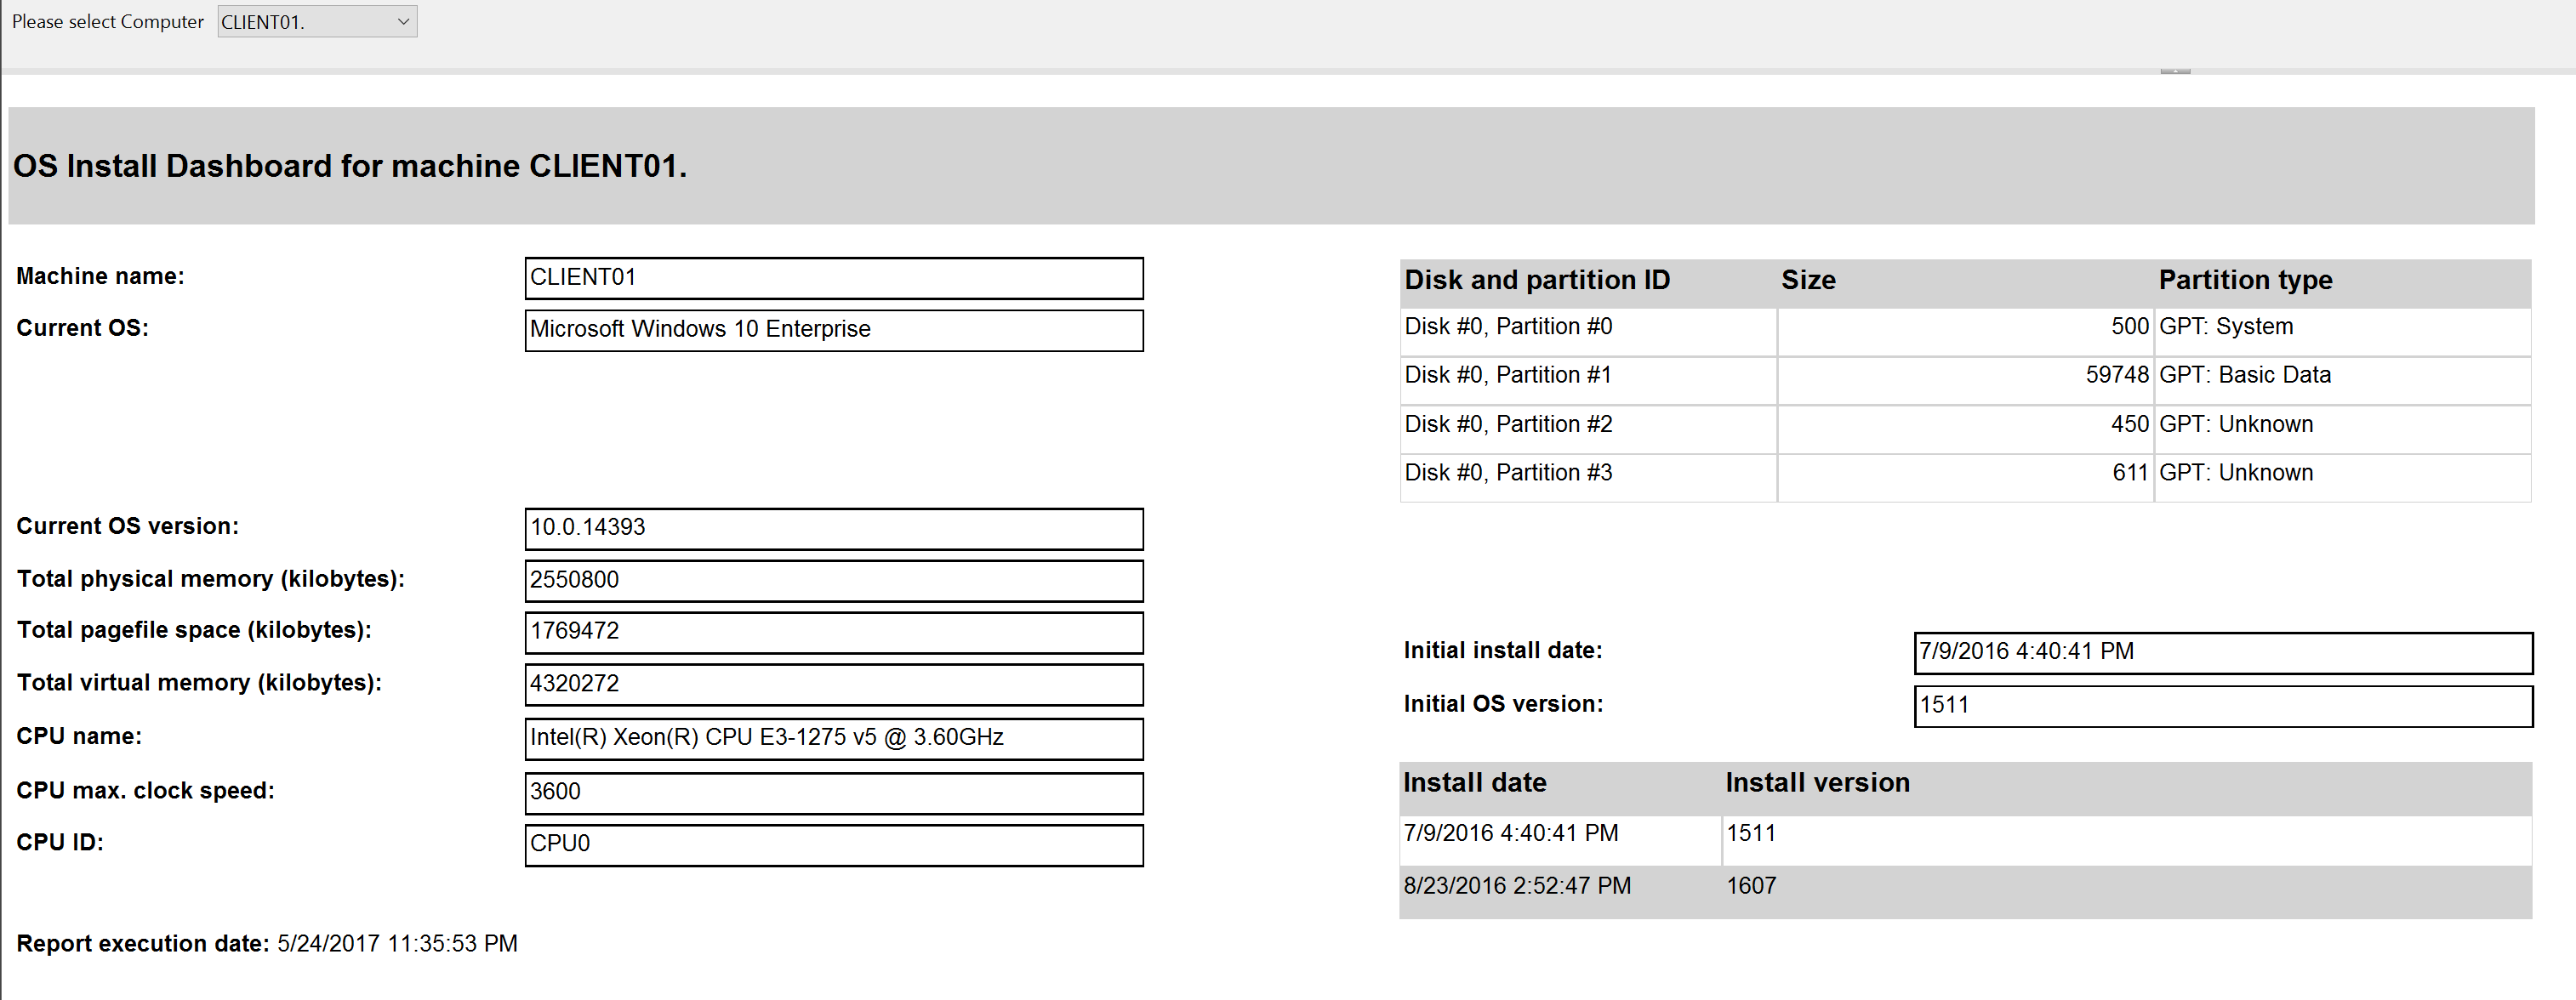 Please select Computer CLIENT01.
OS Install Dashboard for machine CLIENT01.
Machine name: CLIENT01
Current OS: Microsoft Windows 10 Enterprise
Current OS version: 10.0.14393
Total physical memory (kilobytes): 2550800
Total pagefile space (kilobytes): 1769472
Total virtual memory (kilobytes): 4320272
CPU name: Intel(R) Xeon(R) CPU E3-1275 v5 @ 3.60GHz
CPU max. clock speed: 3600
CPU ID: CPU0
Report execution date: 5/24/2017 11:35:53 PM
Disk and partition ID Size Partition type
Disk #0, Partition #0 500 GPT: System
Disk #0, Partition #1 59748 GPT: Basic Data
Disk #0, Partition #2 450 GPT: Unknown
Disk #0, Partition #3 611 GPT: Unknown
Initial install date: 7/9/2016 4:40:41 PM
Initial OS version: 1511
Install date Install version
7/9/2016 4:40:41 PM 1511
8/23/2016 2:52:47 PM 1607